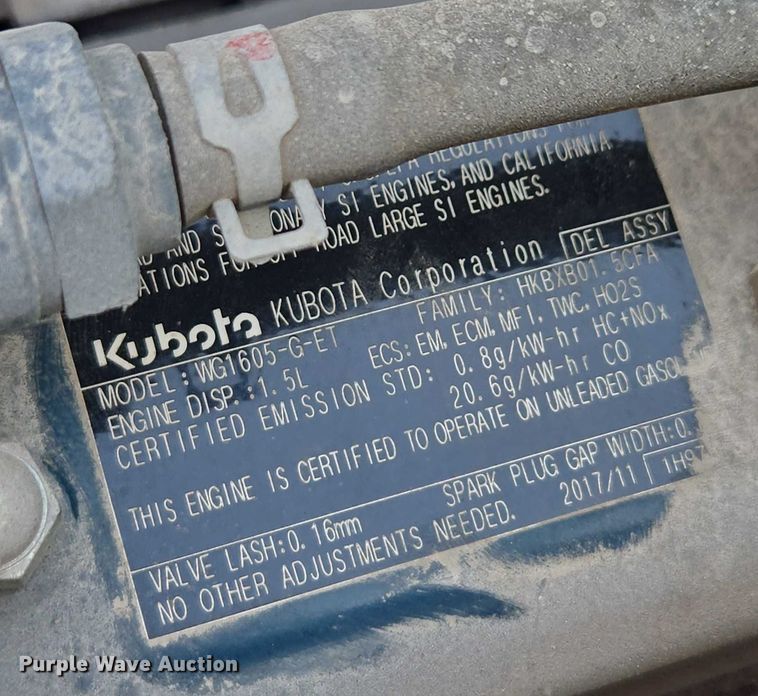 REGULATIONS
SI ENGINES, AND CALIFORNIA
ROAD LARGE SI ENGINES.
Kubota KUBOTA Corporation DEL ASSY
MODEL: WG1605-G-ET FAMILY: HKBXB01.5CFA
ENGINE DISP.: 1.5L ECS: EM, ECM, MFI, TWC, HO2S
CERTIFIED EMISSION STD: 0.8g/kW-hr HC+NOx
20.6g/kW-hr CO
THIS ENGINE IS CERTIFIED TO OPERATE ON UNLEADED
VALVE LASH: 0.16mm SPARK PLUG GAP WIDTH: 0.
NO OTHER ADJUSTMENTS NEEDED. 2017/11
Purple Wave Auction